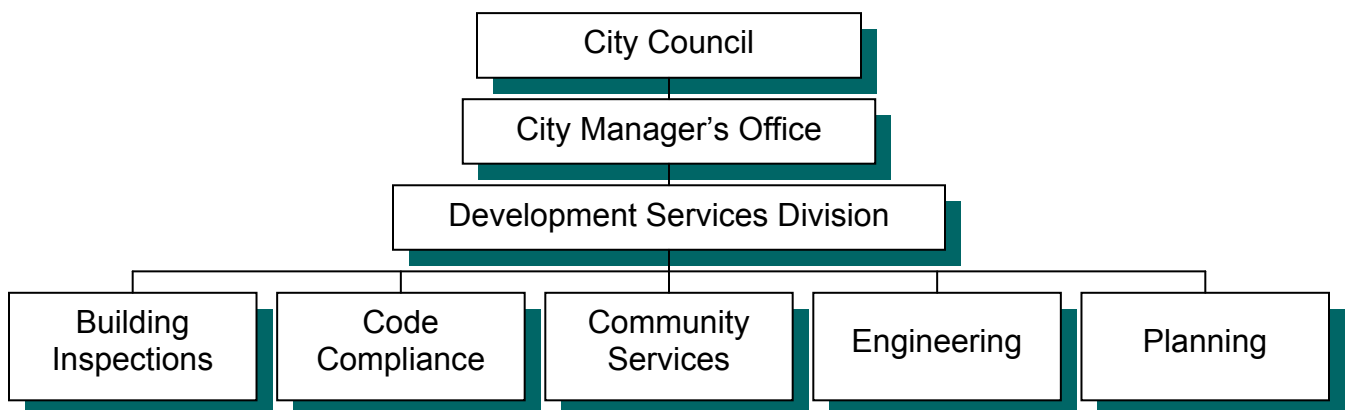 City Council
City Manager’s Office
Development Services Division
Building
Inspections
Code
Compliance
Community
Services
Engineering
Planning